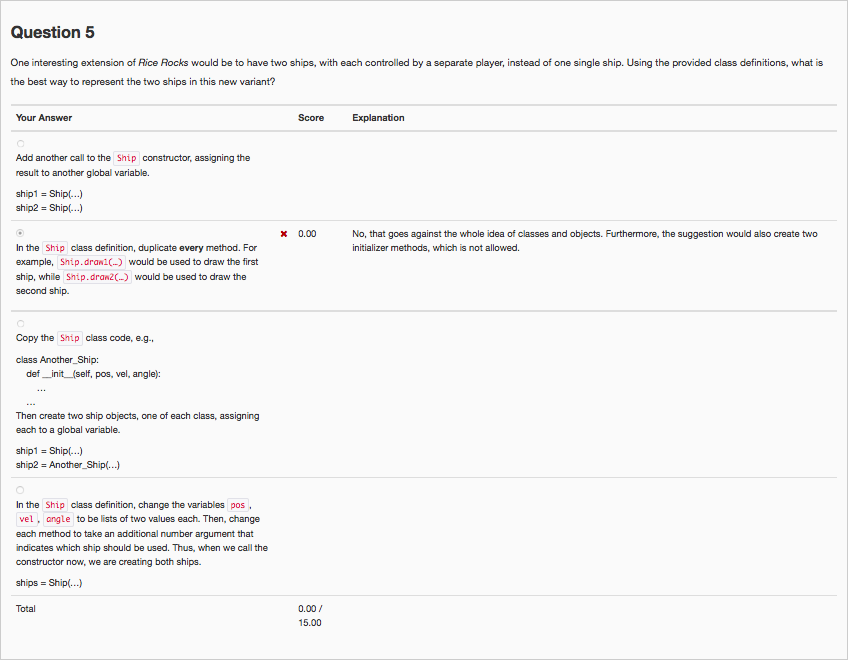 Question 5
One interesting extension of Rice Rocks would be to have two ships, with each controlled by a separate player, instead of one single ship. Using the provided class definitions, what is
the best way to represent the two ships in this new variant?
Your Answer Score Explanation
Add another call to the Ship constructor, assigning the
result to another global variable.
ship1 = Ship(...)
ship2 = Ship(...)
✖ 0.00 No, that goes against the whole idea of classes and objects. Furthermore, the suggestion would also create two
initializer methods, which is not allowed.
In the Ship class definition, duplicate every method. For
example, Ship.draw1(…) would be used to draw the first
ship, while Ship.draw2(…) would be used to draw the
second ship.
Copy the Ship class code, e.g.,
class Another_Ship:
def __init__(self, pos, vel, angle):
...
...
Then create two ship objects, one of each class, assigning
each to a global variable.
ship1 = Ship(...)
ship2 = Another_Ship(...)
In the Ship class definition, change the variables pos ,
vel , angle to be lists of two values each. Then, change
each method to take an additional number argument that
indicates which ship should be used. Thus, when we call the
constructor now, we are creating both ships.
ships = Ship(...)
Total 0.00 /
15.00